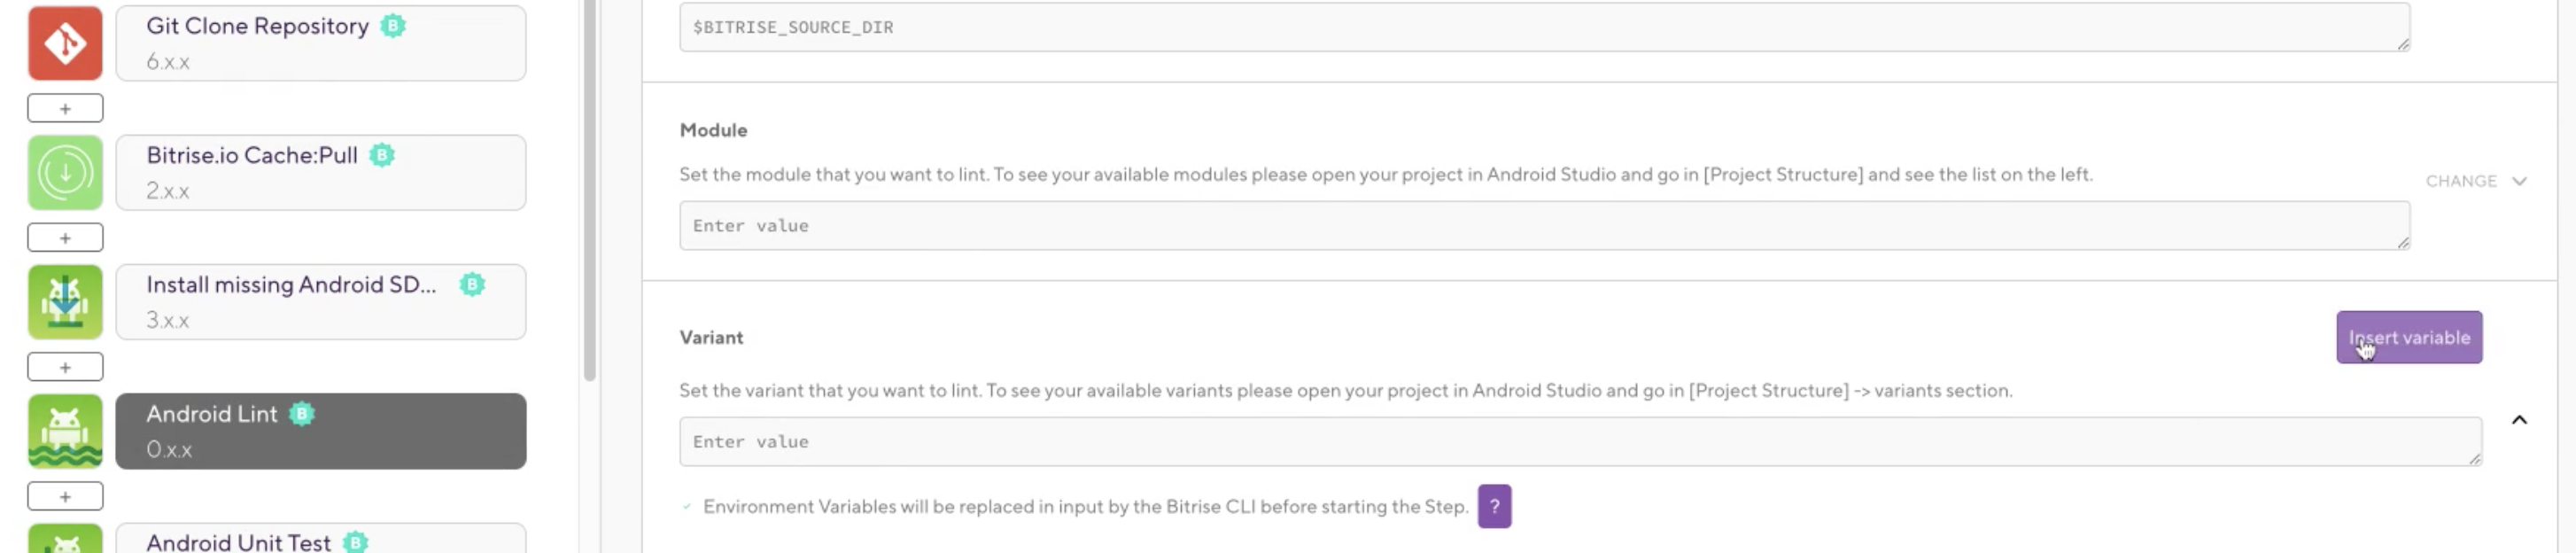 Git Clone Repository B
6.x.x
+
Bitrise.io Cache:Pull B
2.x.x
+
Install missing Android SD... B
3.x.x
+
Android Lint B
0.x.x
+
Android Unit Test B
$BITRISE_SOURCE_DIR
Module
Set the module that you want to lint. To see your available modules please open your project in Android Studio and go in [Project Structure] and see the list on the left.
CHANGE
Enter value
Variant
Insert variable
Set the variant that you want to lint. To see your available variants please open your project in Android Studio and go in [Project Structure] -> variants section.
Enter value
Environment Variables will be replaced in input by the Bitrise CLI before starting the Step. ?